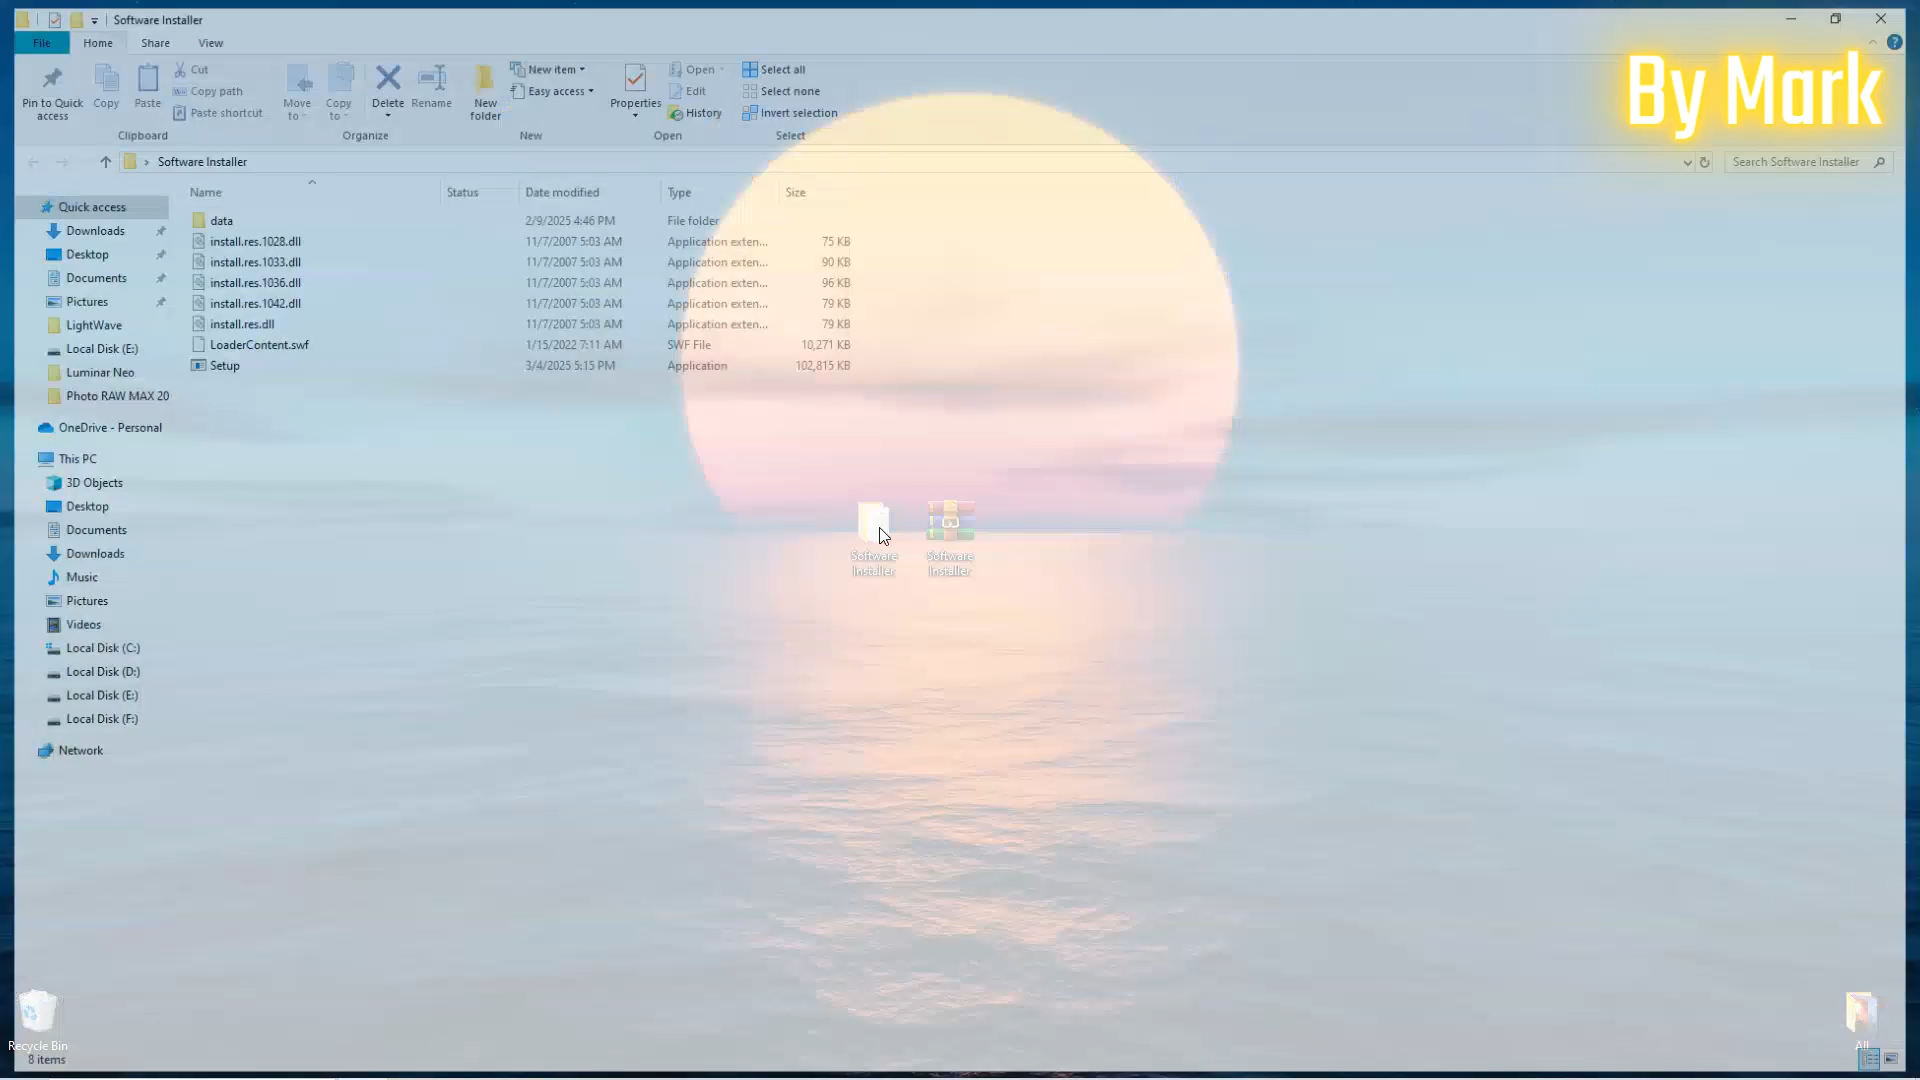 Software Installer
File Home Share View
By Mark
Pin to Quick access
Copy
Paste
Cut
Copy path
Paste shortcut
Clipboard
Move to
Copy to
Delete
Rename
Organize
New folder
New item
Easy access
New
Properties
Open
Edit
History
Open
Select all
Select none
Invert selection
Select
Software Installer
Search Software Installer
Name Status Date modified Type Size
data 2/9/2025 4:46 PM File folder
install.res.1028.dll 11/7/2007 5:03 AM Application exten... 75 KB
install.res.1033.dll 11/7/2007 5:03 AM Application exten... 90 KB
install.res.1036.dll 11/7/2007 5:03 AM Application exten... 96 KB
install.res.1042.dll 11/7/2007 5:03 AM Application exten... 79 KB
install.res.dll 11/7/2007 5:03 AM Application exten... 79 KB
LoaderContent.swf 1/15/2022 7:11 AM SWF File 10,271 KB
Setup 3/4/2025 5:15 PM Application 102,815 KB
Quick access
Downloads
Desktop
Documents
Pictures
LightWave
Local Disk (E:)
Luminar Neo
Photo RAW MAX 20
OneDrive - Personal
This PC
3D Objects
Desktop
Documents
Downloads
Music
Pictures
Videos
Local Disk (C:)
Local Disk (D:)
Local Disk (E:)
Local Disk (F:)
Network
Software
Installer
Software
Installer
Recycle Bin
All
8 items